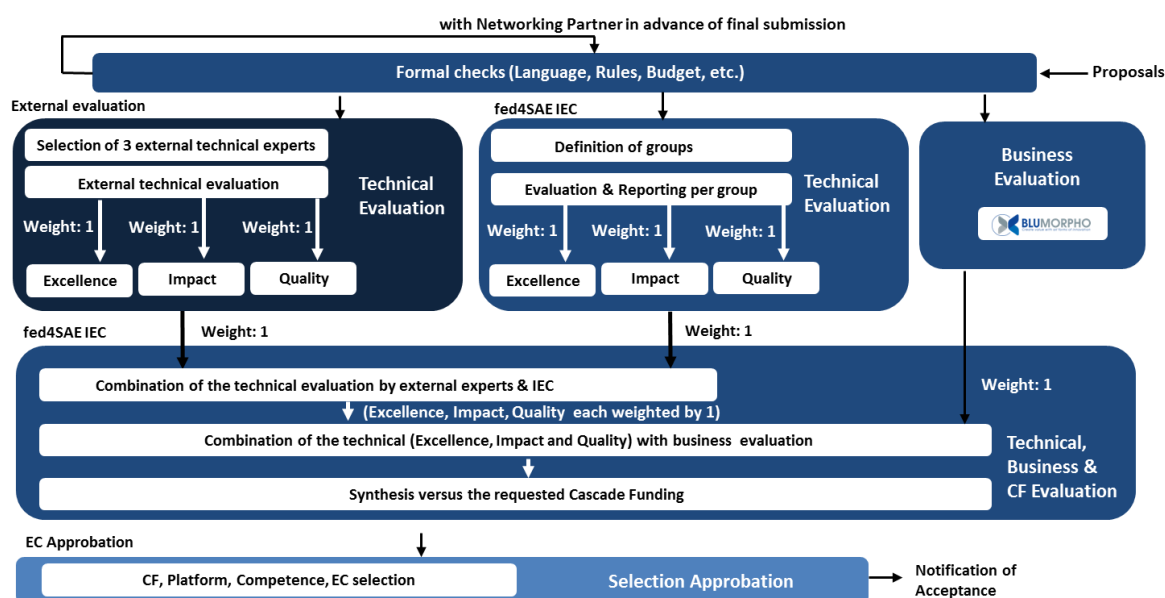 with Networking Partner in advance of final submission
Formal checks (Language, Rules, Budget, etc.)
Proposals
External evaluation
Selection of 3 external technical experts
External technical evaluation
Technical
Evaluation
Weight: 1
Weight: 1
Weight: 1
Excellence
Impact
Quality
fed4SAE IEC
Definition of groups
Evaluation & Reporting per group
Technical
Evaluation
Weight: 1
Weight: 1
Weight: 1
Excellence
Impact
Quality
Business
Evaluation
BLUMORPHO
fed4SAE IEC
Weight: 1
Weight: 1
Weight: 1
Combination of the technical evaluation by external experts & IEC
(Excellence, Impact, Quality each weighted by 1)
Combination of the technical (Excellence, Impact and Quality) with business evaluation
Synthesis versus the requested Cascade Funding
Technical,
Business &
CF Evaluation
EC Approbation
CF, Platform, Competence, EC selection
Selection Approbation
Notification of
Acceptance